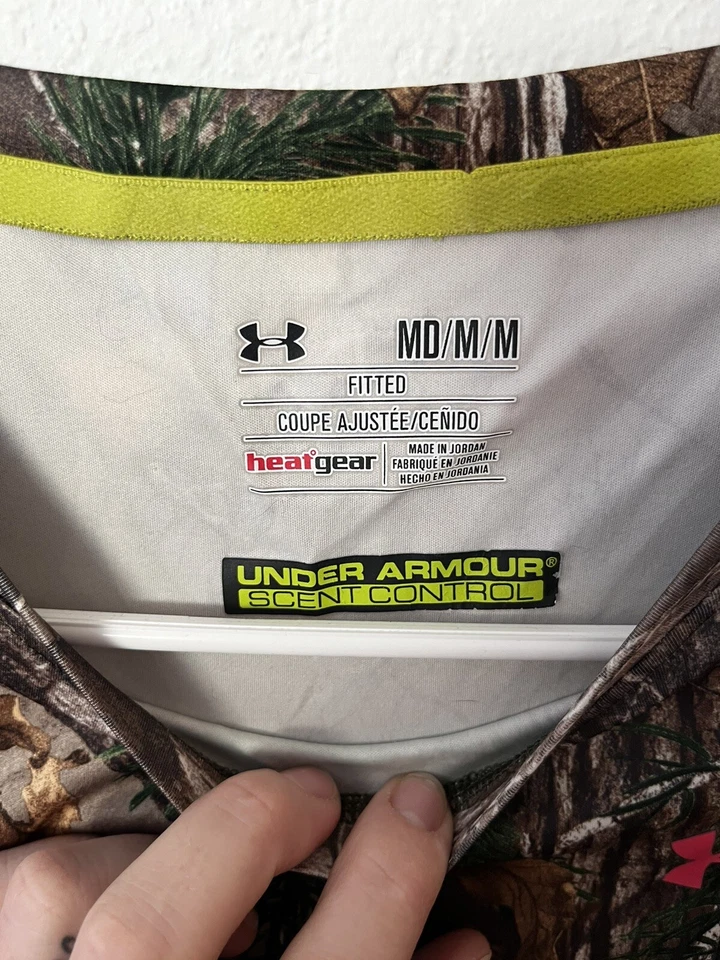 MD/M/M
FITTED
COUPE AJUSTÉE/CEÑIDO
heatgear
MADE IN JORDAN
FABRIQUÉ EN JORDANIE
HECHO EN JORDANIA
UNDER ARMOUR®
SCENT CONTROL